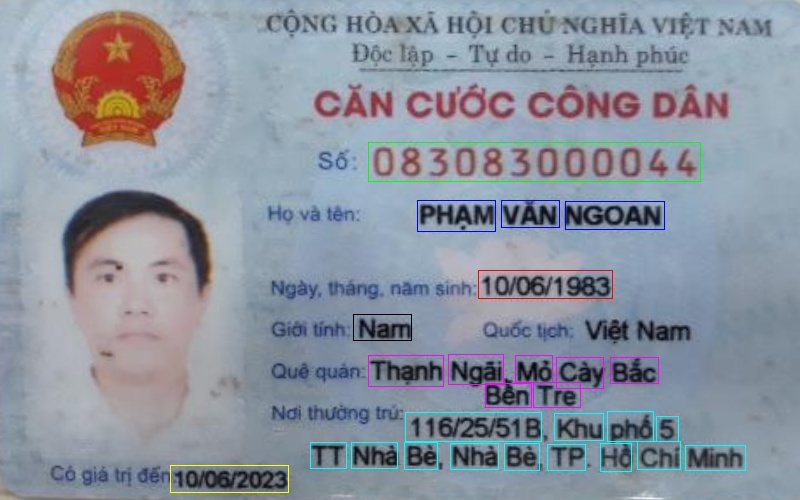 CỘNG HÒA XÃ HỘI CHỦ NGHĨA VIỆT NAM
Độc lập - Tự do - Hạnh phúc
CĂN CƯỚC CÔNG DÂN
Số: 083083000044
Họ và tên: PHẠM VĂN NGOAN
Ngày, tháng, năm sinh: 10/06/1983
Giới tính: Nam Quốc tịch: Việt Nam
Quê quán: Thạnh Ngãi, Mỏ Cày Bắc
Bến Tre
Nơi thường trú: 116/25/51B, Khu phố 5
TT Nhà Bè, Nhà Bè, TP. Hồ Chí Minh
Có giá trị đến 10/06/2023